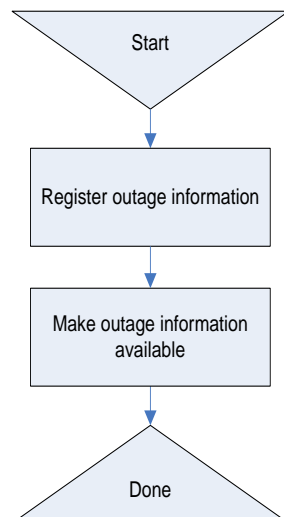 Start
Register outage information
Make outage information
available
Done